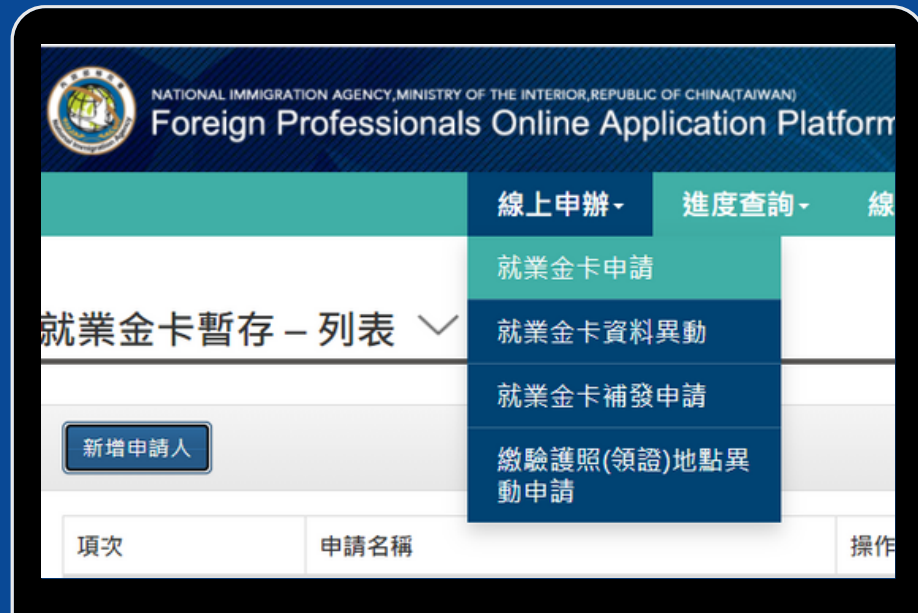 NATIONAL IMMIGRATION AGENCY,MINISTRY OF THE INTERIOR,REPUBLIC OF CHINA(TAIWAN)
Foreign Professionals Online Application Platform
線上申辦
進度查詢
線
就業金卡申請
就業金卡暫存 – 列表
就業金卡資料異動
就業金卡補發申請
新增申請人
繳驗護照(領證)地點異
動申請
項次
申請名稱
操作